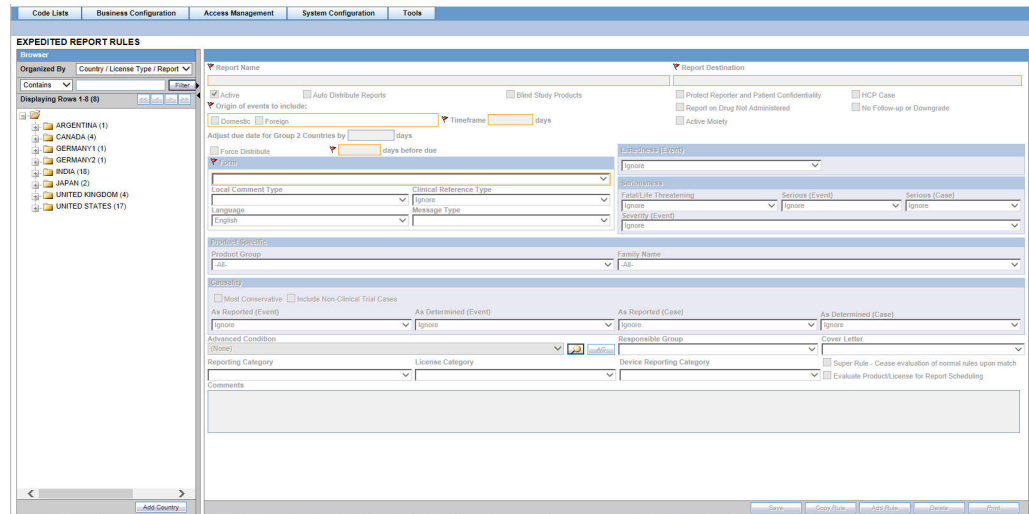 Code Lists Business Configuration Access Management System Configuration Tools
EXPEDITED REPORT RULES
Browser
Organized By Country / License Type / Report
Contains Filter
Displaying Rows 1-8 (8)
ARGENTINA (1)
CANADA (4)
GERMANY1 (1)
GERMANY2 (1)
INDIA (18)
JAPAN (2)
UNITED KINGDOM (4)
UNITED STATES (17)
Add Country
Report Name Report Destination
Active Auto Distribute Reports Blind Study Products Protect Reporter and Patient Confidentiality HCP Case
Origin of events to include: Report on Drug Not Administered No Follow-up or Downgrade
Domestic Foreign Timeframe days Active Moiety
Adjust due date for Group 2 Countries by days
Force Distribute days before due
Form
Local Comment Type Clinical Reference Type
Ignore
Language Message Type
English
Listedness (Event)
Ignore
Seriousness
Fatal/Life Threatening Serious (Event) Serious (Case)
Ignore Ignore Ignore
Severity (Event)
Ignore
Product Specific
Product Group Family Name
-All- -All-
Causality
Most Conservative Include Non-Clinical Trial Cases
As Reported (Event) As Determined (Event) As Reported (Case) As Determined (Case)
Ignore Ignore Ignore Ignore
Advanced Condition Responsible Group Cover Letter
(None)
Reporting Category License Category Device Reporting Category Super Rule - Cease evaluation of normal rules upon match
Evaluate Product/License for Report Scheduling
Comments
Save Copy Rule Add Rule Delete Print